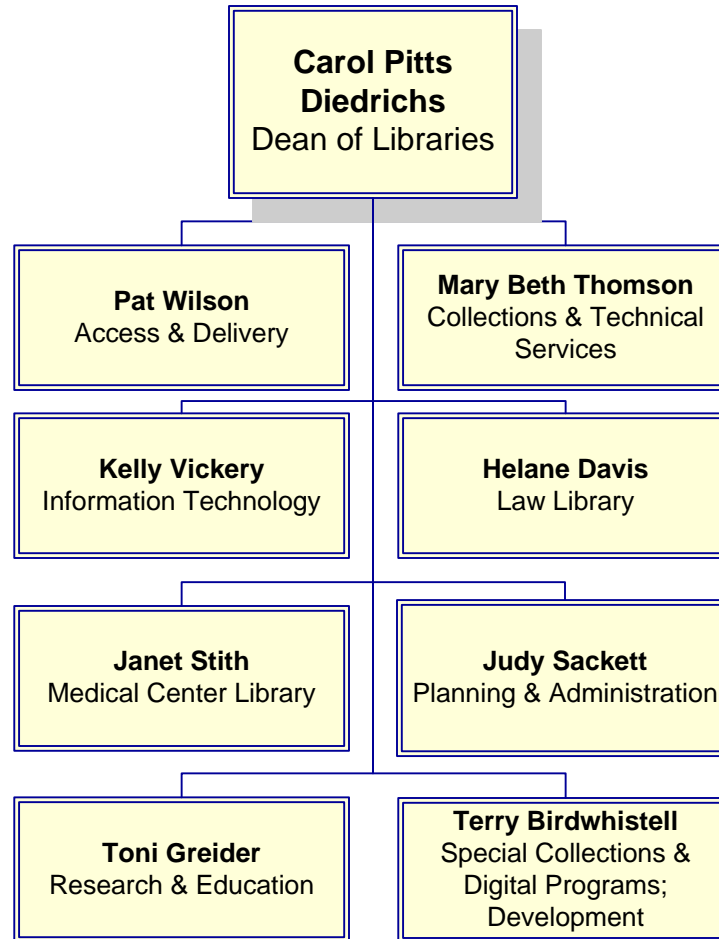 Carol Pitts
Diedrichs
Dean of Libraries
Pat Wilson
Access & Delivery
Mary Beth Thomson
Collections & Technical
Services
Kelly Vickery
Information Technology
Helane Davis
Law Library
Janet Stith
Medical Center Library
Judy Sackett
Planning & Administration
Toni Greider
Research & Education
Terry Birdwhistell
Special Collections &
Digital Programs;
Development